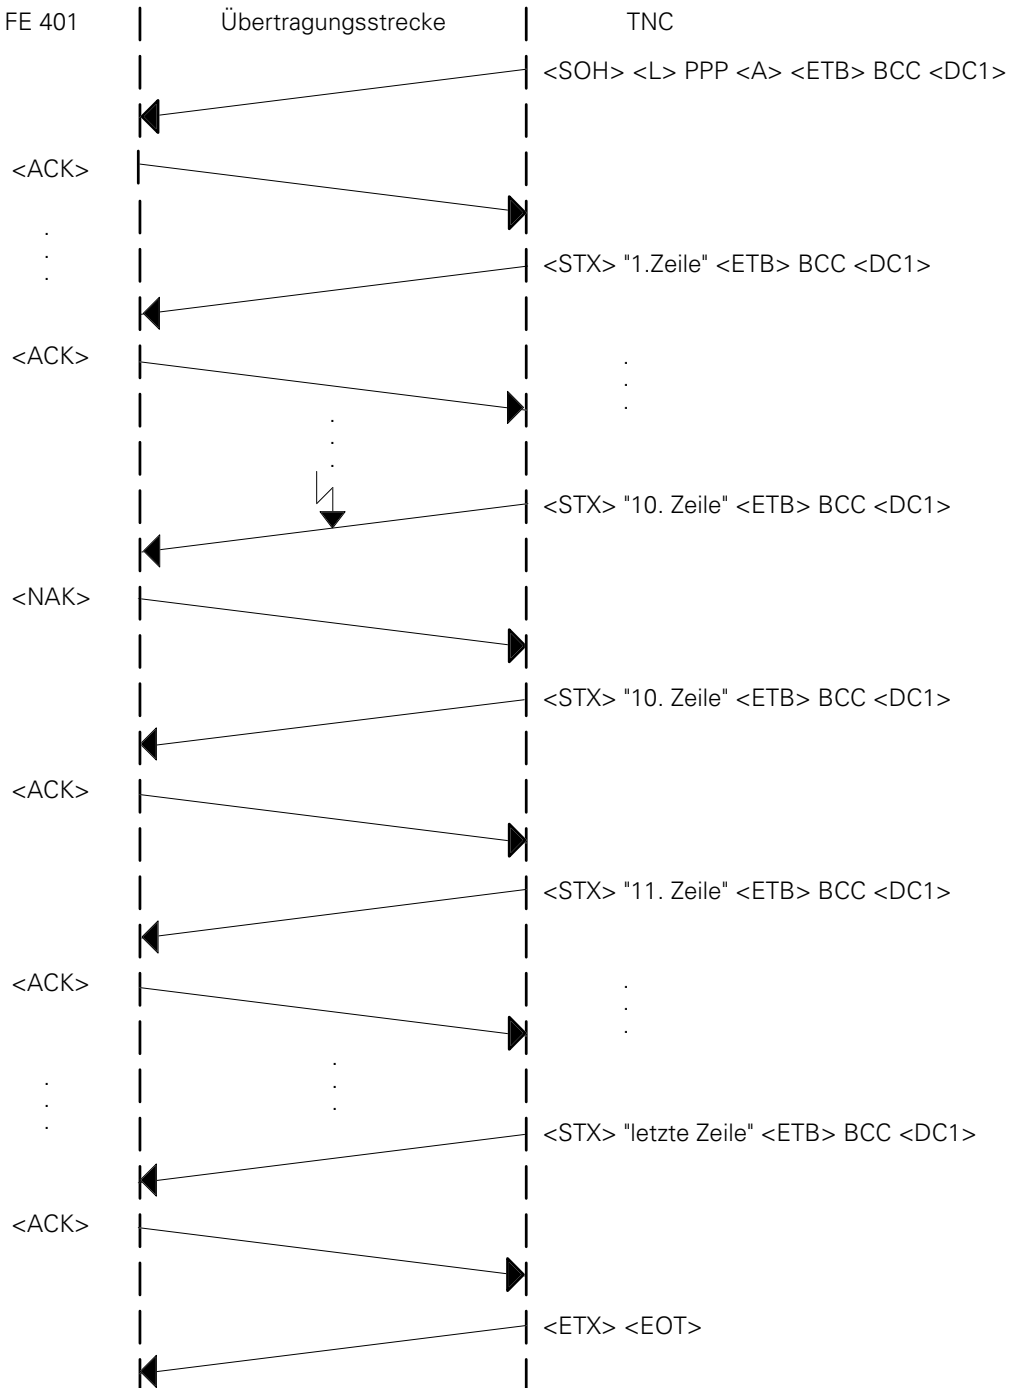 FE 401 Übertragungsstrecke TNC
<SOH> <L> PPP <A> <ETB> BCC <DC1>
<ACK>
<STX> "1.Zeile" <ETB> BCC <DC1>
<ACK>
<STX> "10. Zeile" <ETB> BCC <DC1>
<NAK>
<STX> "10. Zeile" <ETB> BCC <DC1>
<ACK>
<STX> "11. Zeile" <ETB> BCC <DC1>
<ACK>
<STX> "letzte Zeile" <ETB> BCC <DC1>
<ACK>
<ETX> <EOT>